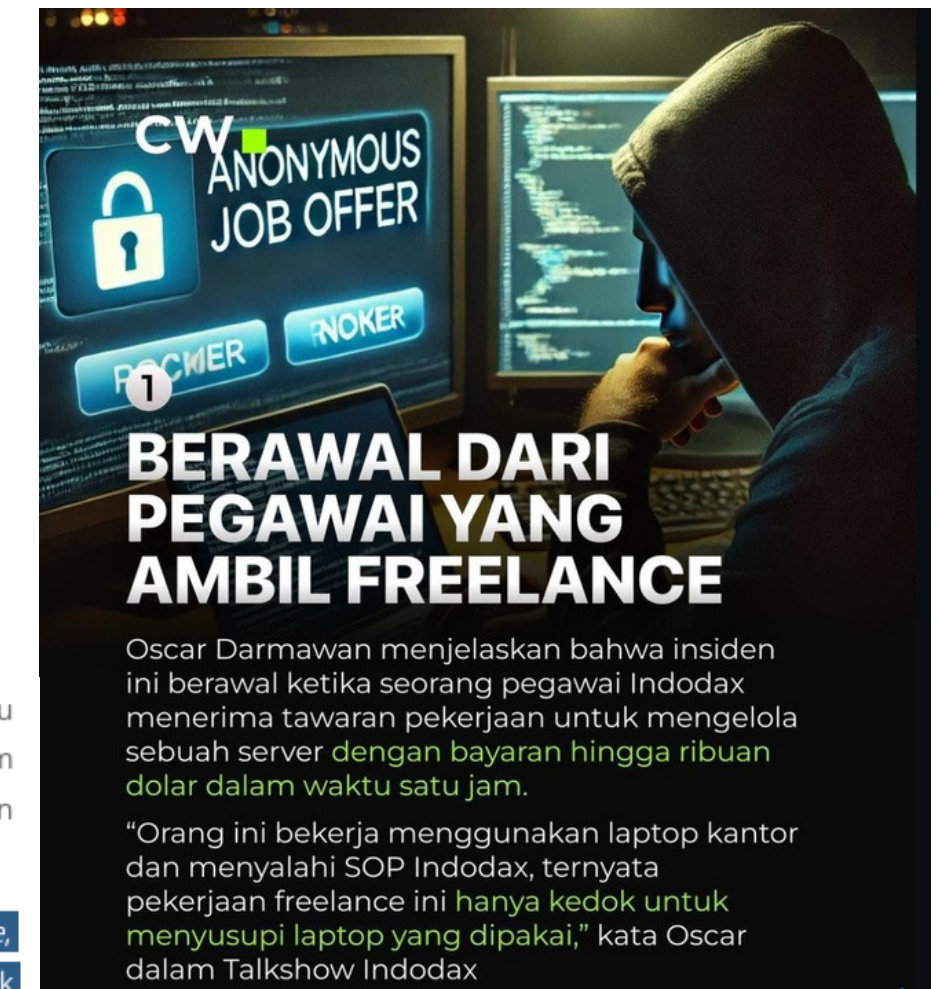 CW.
ANONYMOUS
JOB OFFER
1
BERAWAL DARI
PEGAWAI YANG
AMBIL FREELANCE
Oscar Darmawan menjelaskan bahwa insiden
ini berawal ketika seorang pegawai Indodax
menerima tawaran pekerjaan untuk mengelola
sebuah server dengan bayaran hingga ribuan
dolar dalam waktu satu jam.
“Orang ini bekerja menggunakan laptop kantor
dan menyalahi SOP Indodax, ternyata
pekerjaan freelance ini hanya kedok untuk
menyusupi laptop yang dipakai,” kata Oscar
dalam Talkshow Indodax